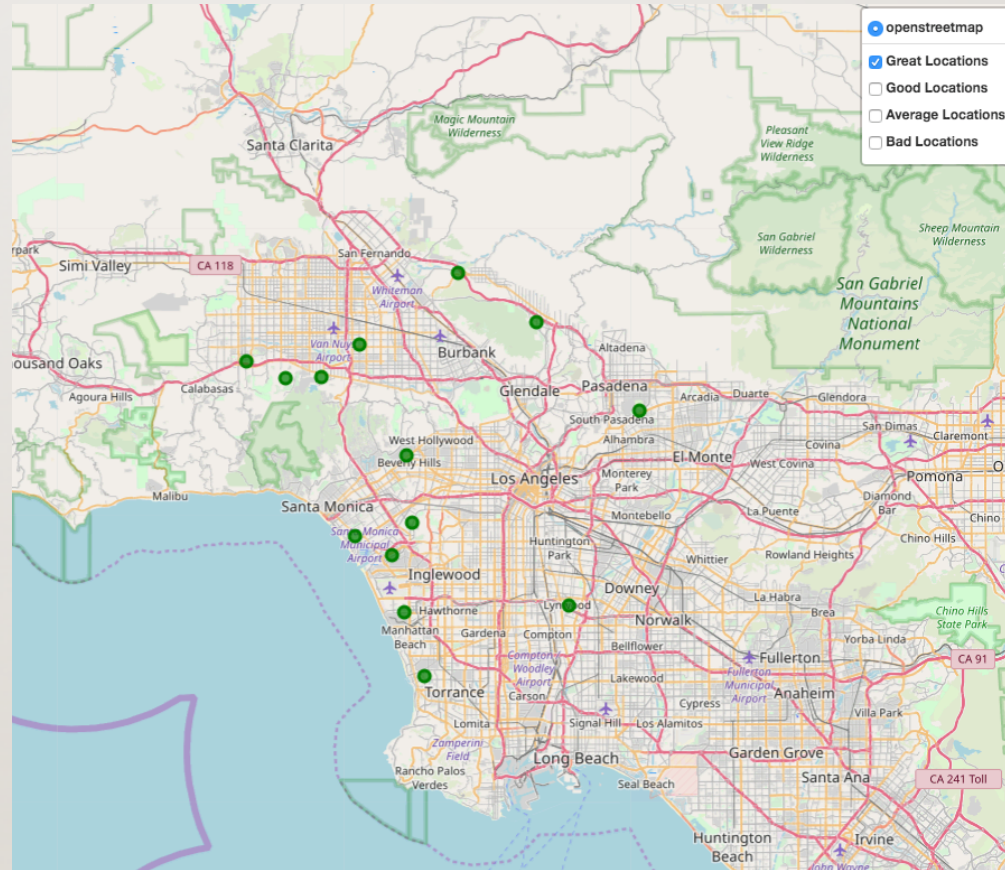 openstreetmap
Great Locations
Good Locations
Average Locations
Bad Locations
Magic Mountain
Wilderness
Pleasant
View Ridge
Wilderness
Santa Clarita
San Gabriel
Wilderness
Sheep Mountain
Wilderness
San Fernando
Simi Valley
CA 118
Whiteman
Airport
San Gabriel
Mountains
National
Monument
Van Nuys
Airport
Burbank
Altadena
Agoura Hills
Calabasas
Glendale
Pasadena
Arcadia
Duarte
Glendora
South Pasadena
Alhambra
San Dimas
Claremont
West Hollywood
Beverly Hills
El Monte
Covina
West Covina
Los Angeles
Monterey
Park
Pomona
Malibu
Santa Monica
Montebello
La Puente
Diamond
Bar
Chino
Santa Monica
Municipal
Airport
Huntington
Park
Whittier
Rowland Heights
Chino Hills
Inglewood
Downey
La Habra
Brea
Hawthorne
Lynwood
Norwalk
Chino Hills
State Park
Manhattan
Beach
Gardena
Compton
Bellflower
Yorba Linda
Fullerton
CA 91
Compton
Woodley
Airport
Fullerton
Municipal
Airport
Torrance
Carson
Lakewood
Cypress
Anaheim
Villa Park
Lomita
Signal Hill
Los Alamitos
Zamperini
Field
Long Beach
Garden Grove
Rancho Palos
Verdes
Seal Beach
Santa Ana
CA 241 Toll
Huntington
Beach
Irvine
John Wayne